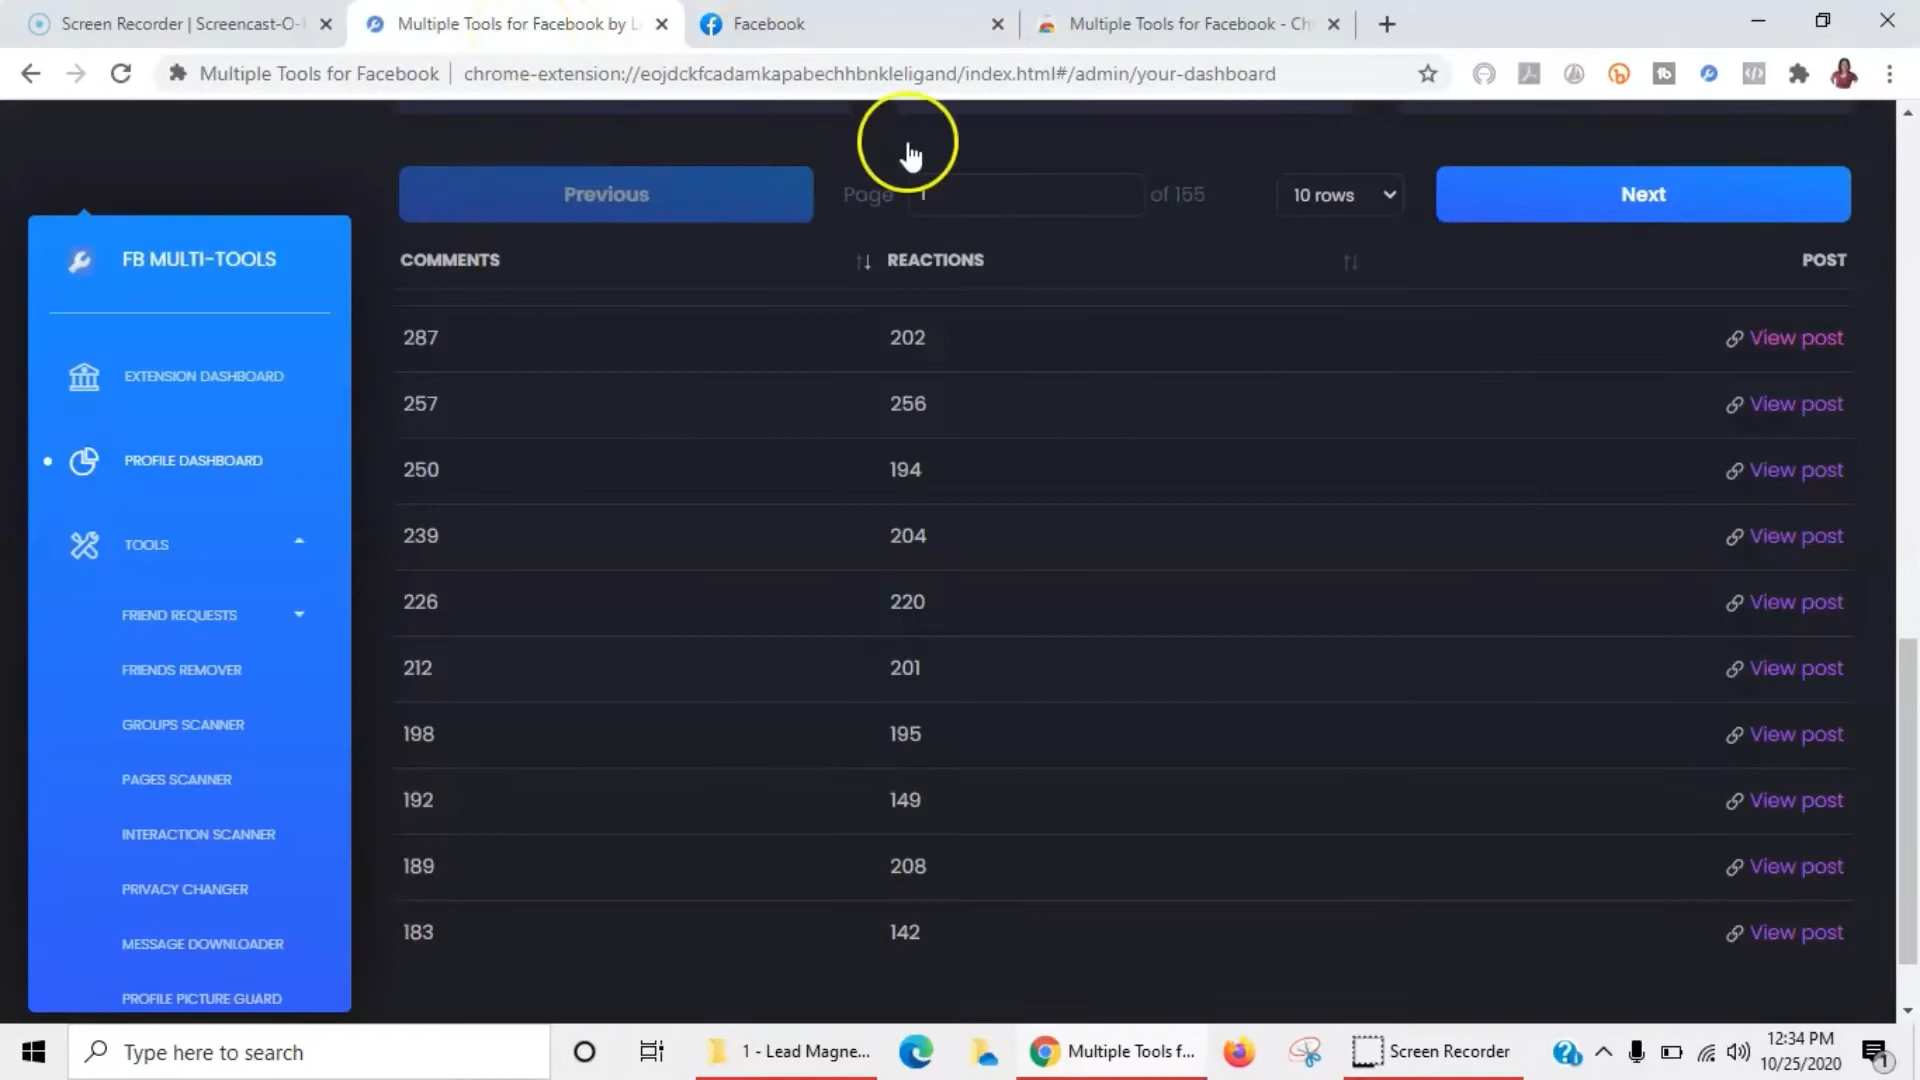 Screen Recorder | Screencast-O-
Multiple Tools for Facebook by L
Facebook
Multiple Tools for Facebook - Ch
Multiple Tools for Facebook | chrome-extension://eojdckfcadamkapabechhbnkleligand/index.html#/admin/your-dashboard
Previous
Page 1 of 155
10 rows
Next
COMMENTS REACTIONS POST
287 202 View post
257 256 View post
250 194 View post
239 204 View post
226 220 View post
212 201 View post
198 195 View post
192 149 View post
189 208 View post
183 142 View post
FB MULTI-TOOLS
EXTENSION DASHBOARD
PROFILE DASHBOARD
TOOLS
FRIEND REQUESTS
FRIENDS REMOVER
GROUPS SCANNER
PAGES SCANNER
INTERACTION SCANNER
PRIVACY CHANGER
MESSAGE DOWNLOADER
PROFILE PICTURE GUARD
Type here to search
1 - Lead Magne...
Multiple Tools f...
Screen Recorder
12:34 PM
10/25/2020
1